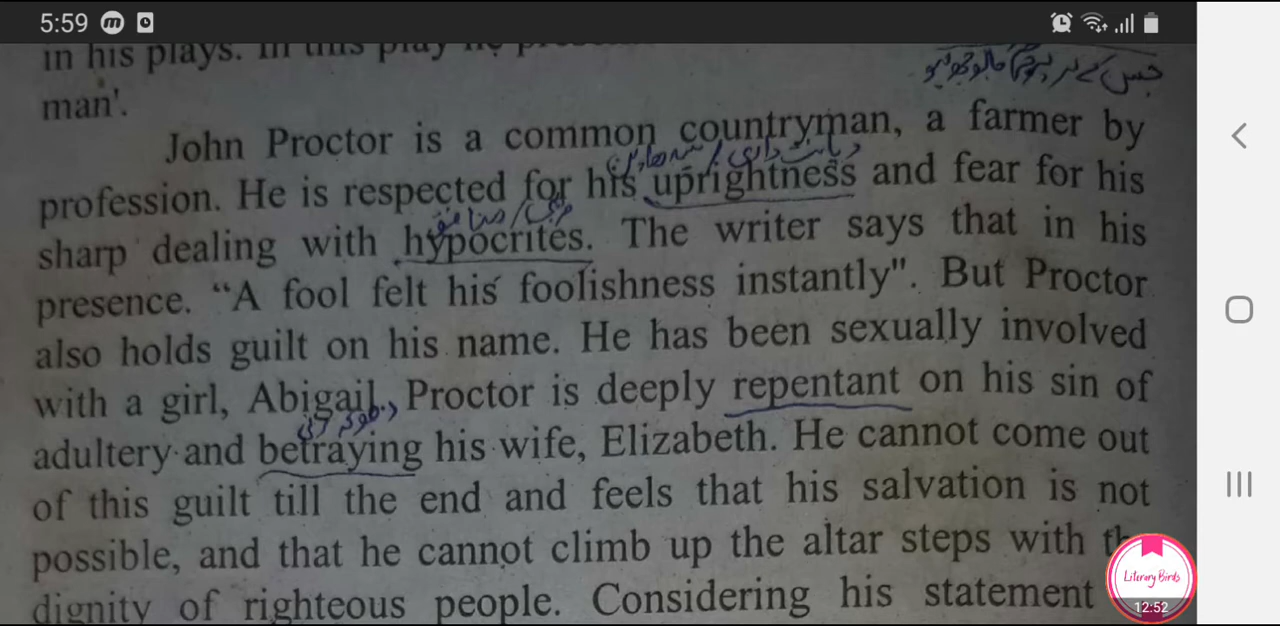 5:59
in his plays. In this play he
man'.
John Proctor is a common countryman, a farmer by
profession. He is respected for his uprightness and fear for his
sharp dealing with hypocrites. The writer says that in his
presence. “A fool felt his foolishness instantly". But Proctor
also holds guilt on his name. He has been sexually involved
with a girl, Abigail., Proctor is deeply repentant on his sin of
adultery and betraying his wife, Elizabeth. He cannot come out
of this guilt till the end and feels that his salvation is not
possible, and that he cannot climb up the altar steps with
dignity of righteous people. Considering his statement
Literary Birds
12:52